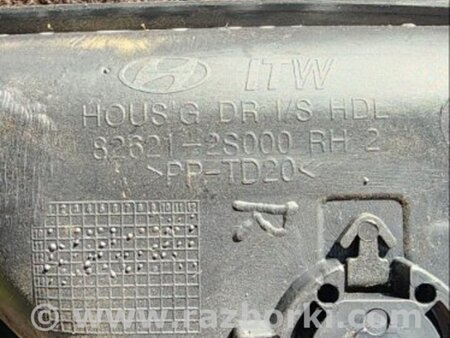 ITW
HOUS'G DR I/S HDL
82621-2S000 RH 2
>PP-TD20<
R
© www.razborki.com